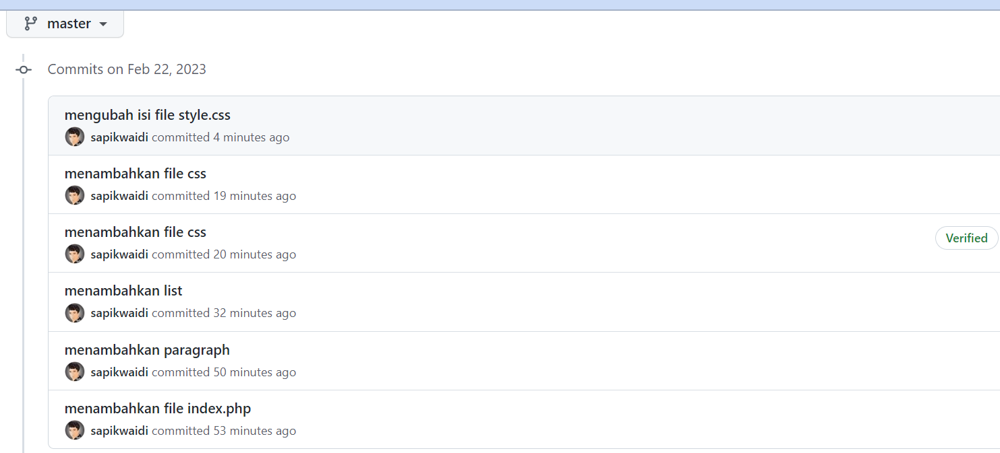 master
Commits on Feb 22, 2023
mengubah isi file style.css
sapikwaidi committed 4 minutes ago
menambahkan file css
sapikwaidi committed 19 minutes ago
menambahkan file css
sapikwaidi committed 20 minutes ago
Verified
menambahkan list
sapikwaidi committed 32 minutes ago
menambahkan paragraph
sapikwaidi committed 50 minutes ago
menambahkan file index.php
sapikwaidi committed 53 minutes ago